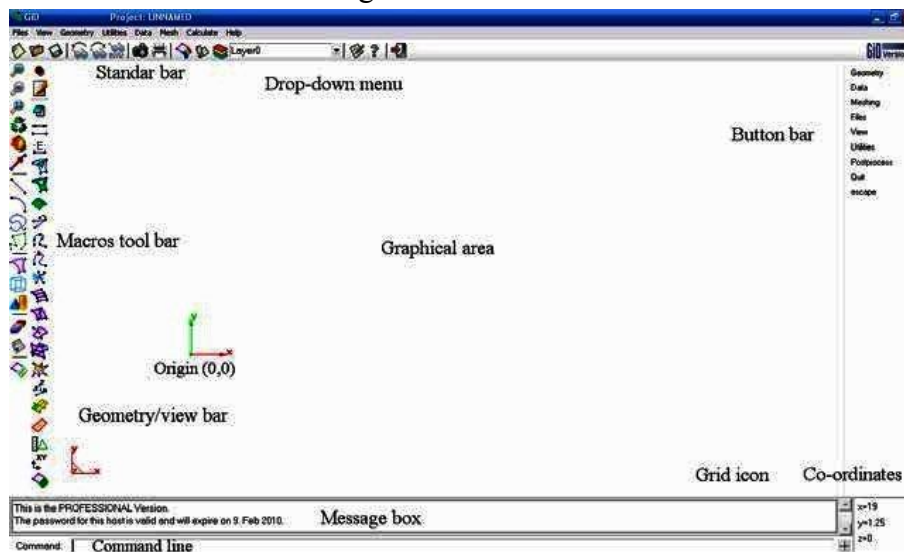 GiD Project: UNNAMED
Files View Geometry Utilities Data Mesh Calculate Help
Layer0
GiD
Standar bar
Drop-down menu
Geometry
Data
Meshing
Files
View
Utilities
Postprocess
Quit
escape
Button bar
Macros tool bar
Graphical area
y
x
Origin (0,0)
Geometry/view bar
Grid icon
Co-ordinates
This is the PROFESSIONAL Version.
The password for this host is valid and will expire on 9. Feb 2010.
Message box
x=19
y=1.25
z=0
Command:
Command line